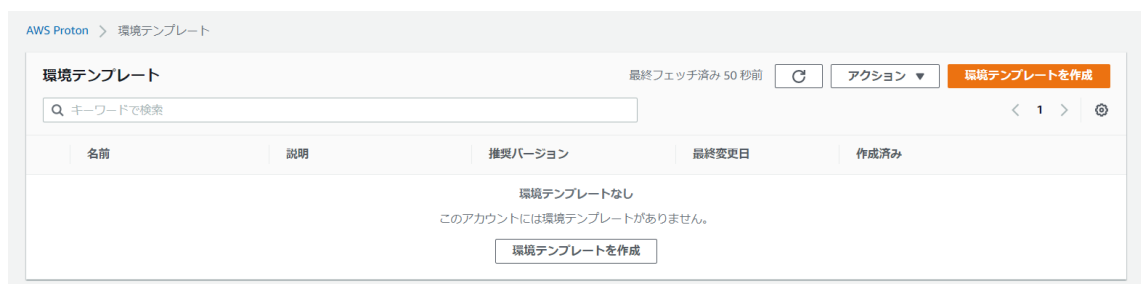 AWS Proton > 環境テンプレート
環境テンプレート 最終フェッチ済み 50 秒前 アクション ▼ 環境テンプレートを作成
キーワードで検索 < 1 >
名前 説明 推奨バージョン 最終変更日 作成済み
環境テンプレートなし
このアカウントには環境テンプレートがありません。
環境テンプレートを作成